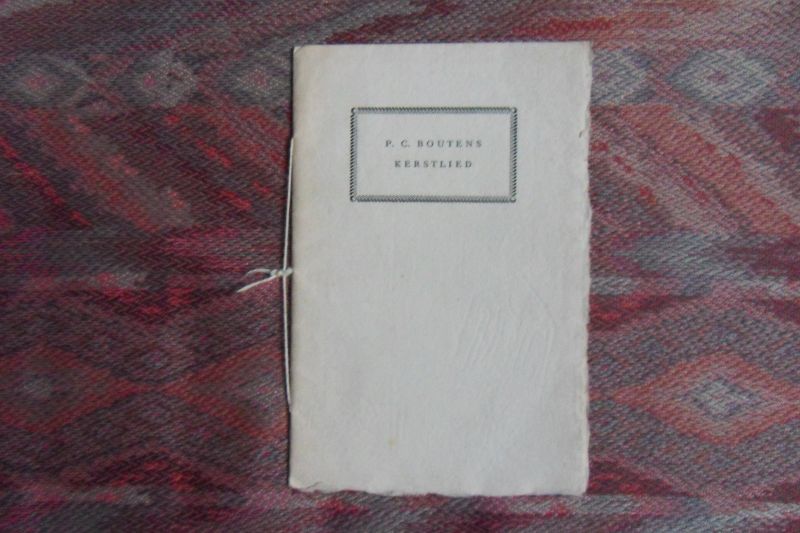 P. C. BOUTENS
KERSTLIED